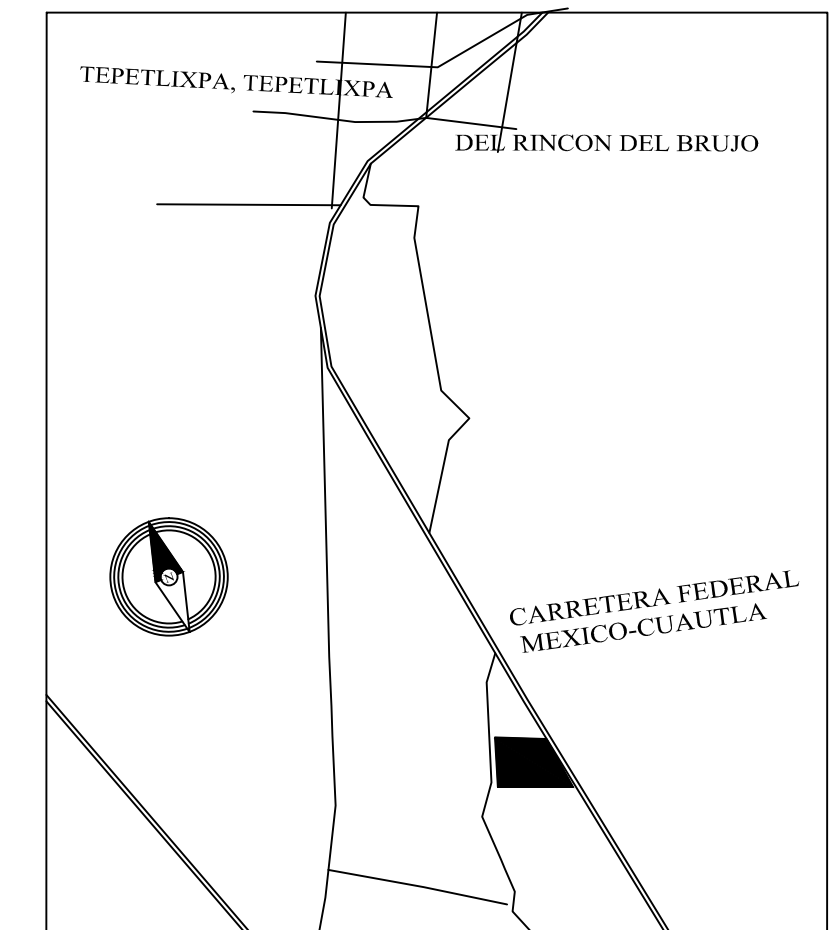 TEPETLIXPA, TEPETLIXPA
DEL RINCON DEL BRUJO
N
CARRETERA FEDERAL
MEXICO-CUAUTLA